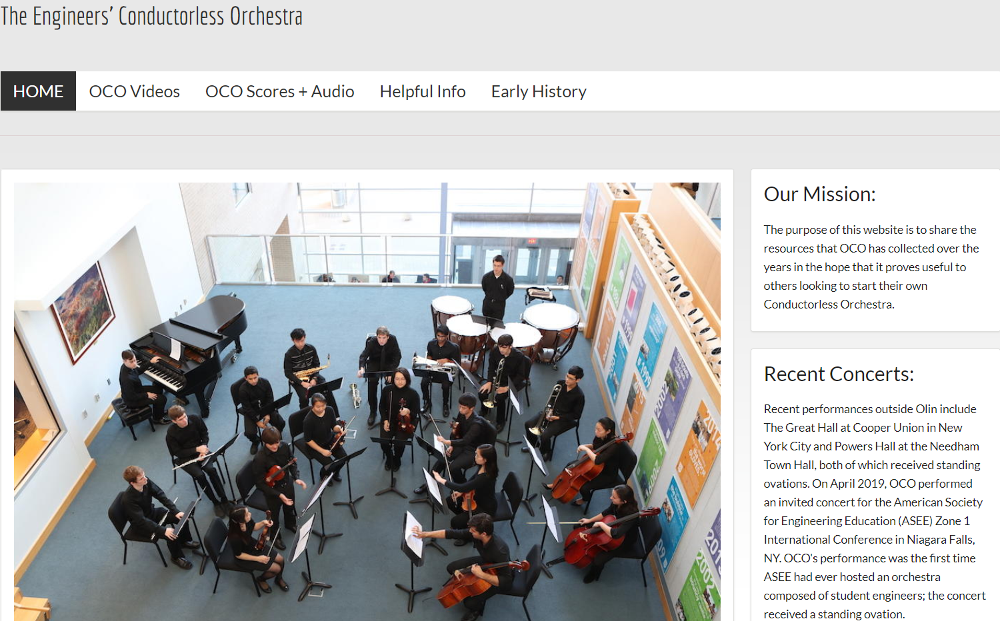 The Engineers’ Conductorless Orchestra
HOME
OCO Videos
OCO Scores + Audio
Helpful Info
Early History
Our Mission:
The purpose of this website is to share the
resources that OCO has collected over the
years in the hope that it proves useful to
others looking to start their own
Conductorless Orchestra.
Recent Concerts:
Recent performances outside Olin include
The Great Hall at Cooper Union in New
York City and Powers Hall at the Needham
Town Hall, both of which received standing
ovations. On April 2019, OCO performed
an invited concert for the American Society
for Engineering Education (ASEE) Zone 1
International Conference in Niagara Falls,
NY. OCO's performance was the first time
ASEE had ever hosted an orchestra
composed of student engineers; the concert
received a standing ovation.
1999
2002
2002